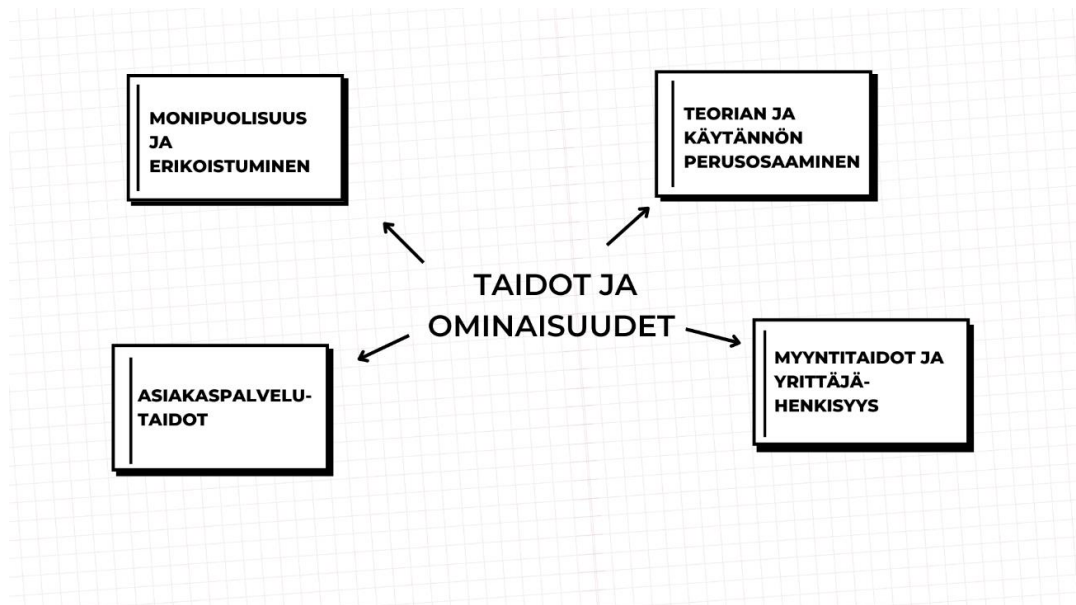 MONIPUOLISUUS
JA
ERIKOISTUMINEN
TEORIAN JA
KÄYTÄNNÖN
PERUSOSAAMINEN
TAIDOT JA
OMINAISUUDET
ASIAKASPALVELU-
TAIDOT
MYYNTITAIDOT JA
YRITTÄJÄ-
HENKISYYS